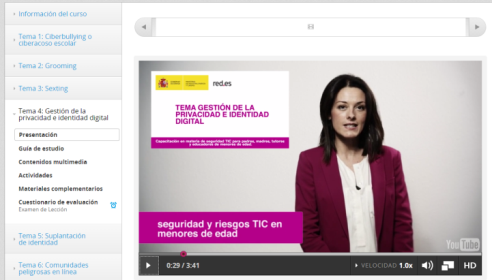 Información del curso
Tema 1: Ciberbullying o
ciberacoso escolar
Tema 2: Grooming
Tema 3: Sexting
Tema 4: Gestión de la
privacidad e identidad digital
Presentación
Guía de estudio
Contenidos multimedia
Actividades
Materiales complementarios
Cuestionario de evaluación
Examen de Lección
Tema 5: Suplantación
de identidad
Tema 6: Comunidades
peligrosas en línea
red.es
TEMA GESTIÓN DE LA
PRIVACIDAD E IDENTIDAD
DIGITAL
Capacitación en materia de seguridad TIC para padres, madres, tutores
y educadores de menores de edad.
seguridad y riesgos TIC en
menores de edad
YouTube
0:29 / 3:41
VELOCIDAD 1.0x
HD